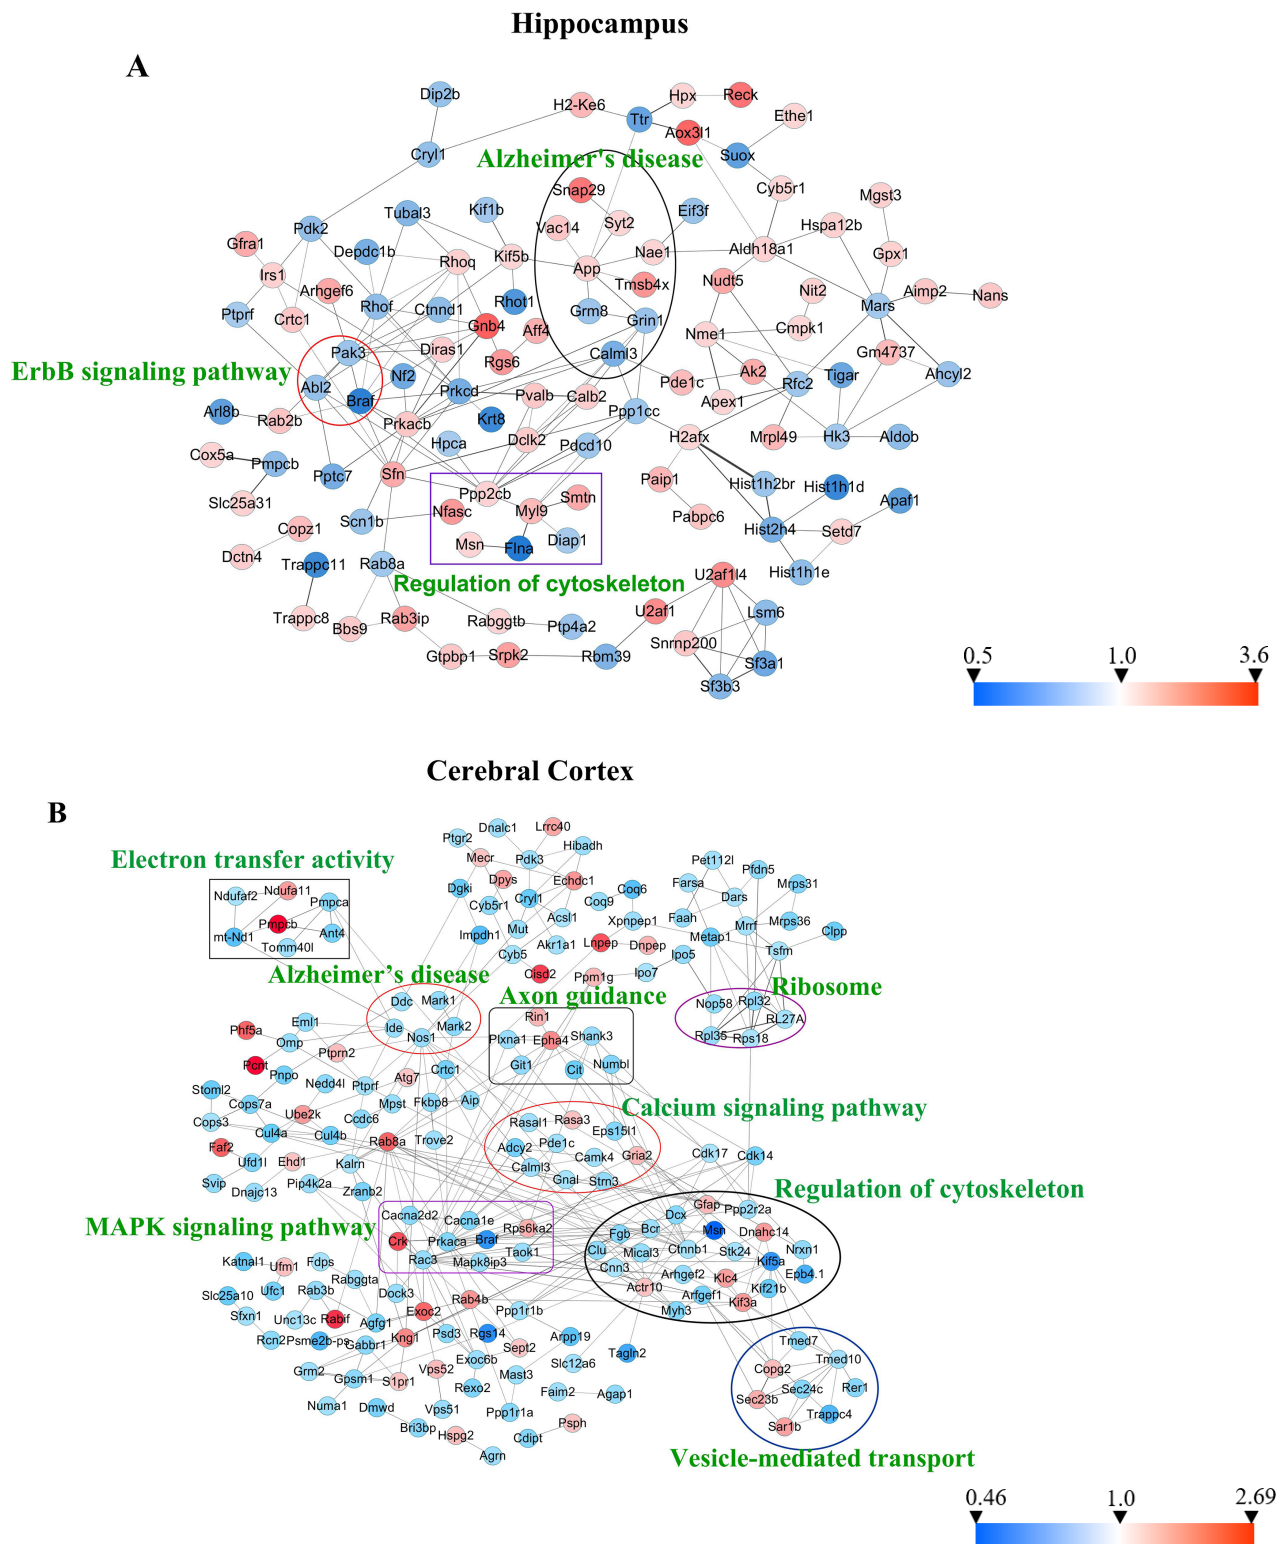 Hippocampus
A
Dip2b
H2-Ke6
Hpx
Reck
Ttr
Ethe1
Aox3l1
Cryl1
Suox
Alzheimer's disease
Snap29
Cyb5r1
Mgst3
Tubal3
Kif1b
Eif3f
Pdk2
Vac14
Syt2
Hspa12b
Gfra1
Depdc1b
Nae1
Aldh18a1
Rhoq
Kif5b
Gpx1
Irs1
App
Nudt5
Arhgef6
Tmsb4x
Nit2
Aimp2
Nans
Rhof
Ctnnd1
Rhot1
Mars
Ptprf
Crtc1
Grm8
Grin1
Gnb4
Aff4
Nme1
Cmpk1
Pak3
Diras1
Rgs6
Calml3
Gm4737
ErbB signaling pathway
Nf2
Pde1c
Ak2
Tigar
Ahcyl2
Abl2
Prkcd
Rfc2
Braf
Pvalb
Calb2
Apex1
Arl8b
Rab2b
Prkacb
Krt8
Ppp1cc
Hpca
Dclk2
Pdcd10
H2afx
Mrpl49
Hk3
Aldob
Cox5a
Pmpcb
Pptc7
Sfn
Paip1
Hist1h2br
Hist1h1d
Slc25a31
Ppp2cb
Smtn
Apaf1
Nfasc
Myl9
Pabpc6
Scn1b
Copz1
Hist2h4
Setd7
Msn
Flna
Diap1
Dctn4
Trappc11
Rab8a
Hist1h1e
Regulation of cytoskeleton
U2af1l4
U2af1
Lsm6
Trappc8
Bbs9
Rab3ip
Rabggtb
Ptp4a2
Snrnp200
Gtpbp1
Srpk2
Rbm39
Sf3a1
Sf3b3
0.5
1.0
3.6
Cerebral Cortex
B
Ptgr2
Dnalc1
Lrrc40
Hibadh
Electron transfer activity
Mecr
Pdk3
Pet112l
Pfdn5
Dpys
Echdc1
Farsa
Mrps31
Dgki
Coq6
Dars
Ndufaf2
Ndufa11
Cryl1
Coq9
Pmpca
Cyb5r1
Acsl1
Xpnpep1
Faah
Mrrf
Mrps36
Pmpcb
Mut
Clpp
mt-Nd1
Ant4
Impdh1
Metap1
Tomm40l
Akr1a1
Lnpep
Dnpep
Tsfm
Cyb5
Ipo5
Alzheimer’s disease
Cisd2
Ppm1g
Ipo7
Axon guidance
Ribosome
Ddc
Mark1
Nop58
Rpl32
Rin1
RL27A
Eml1
Ide
Mark2
Phf5a
Nos1
Plxna1
Epha4
Shank3
Rpl35
Rps18
Omp
Ptprn2
Git1
Cit
Numbl
Pcnt
Pnpo
Crtc1
Nedd4l
Ptprf
Atg7
Stoml2
Cops7a
Mpst
Fkbp8
Aip
Calcium signaling pathway
Cops3
Ube2k
Ccdc6
Rasal1
Rasa3
Eps15l1
Cul4a
Cul4b
Rab8a
Trove2
Faf2
Adcy2
Pde1c
Camk4
Gria2
Cdk17
Cdk14
Ufd1l
Ehd1
Kalrn
Calml3
Svip
Dnajc13
Pip4k2a
Zranb2
Gnal
Strn3
Regulation of cytoskeleton
Gfap
Ppp2r2a
Dcx
MAPK signaling pathway
Cacna2d2
Cacna1e
Rps6ka2
Fgb
Bcr
Msn
Dnahc14
Crk
Prkaca
Braf
Taok1
Clu
Mical3
Ctnnb1
Stk24
Nrxn1
Rac3
Mapk8ip3
Cnn3
Kif5a
Katnal1
Ufm1
Fdps
Arhgef2
Klc4
Epb4.1
Rabggta
Actr10
Kif21b
Slc25a10
Ufc1
Rab3b
Dock3
Rab4b
Arfgef1
Kif3a
Sfxn1
Unc13c
Rabif
Agfg1
Exoc2
Ppp1r1b
Myh3
Rcn2
Psme2b-ps
Gabbr1
Kng1
Psd3
Rgs14
Sept2
Arpp19
Tagln2
Tmed7
Exoc6b
Slc12a6
Tmed10
Grm2
Gpsm1
S1pr1
Vps52
Mast3
Copg2
Rexo2
Sec24c
Rer1
Faim2
Agap1
Sec23b
Numa1
Dmwd
Vps51
Ppp1r1a
Trappc4
Bri3bp
Hspg2
Psph
Sar1b
Cdipt
Agrn
Vesicle-mediated transport
0.46
1.0
2.69